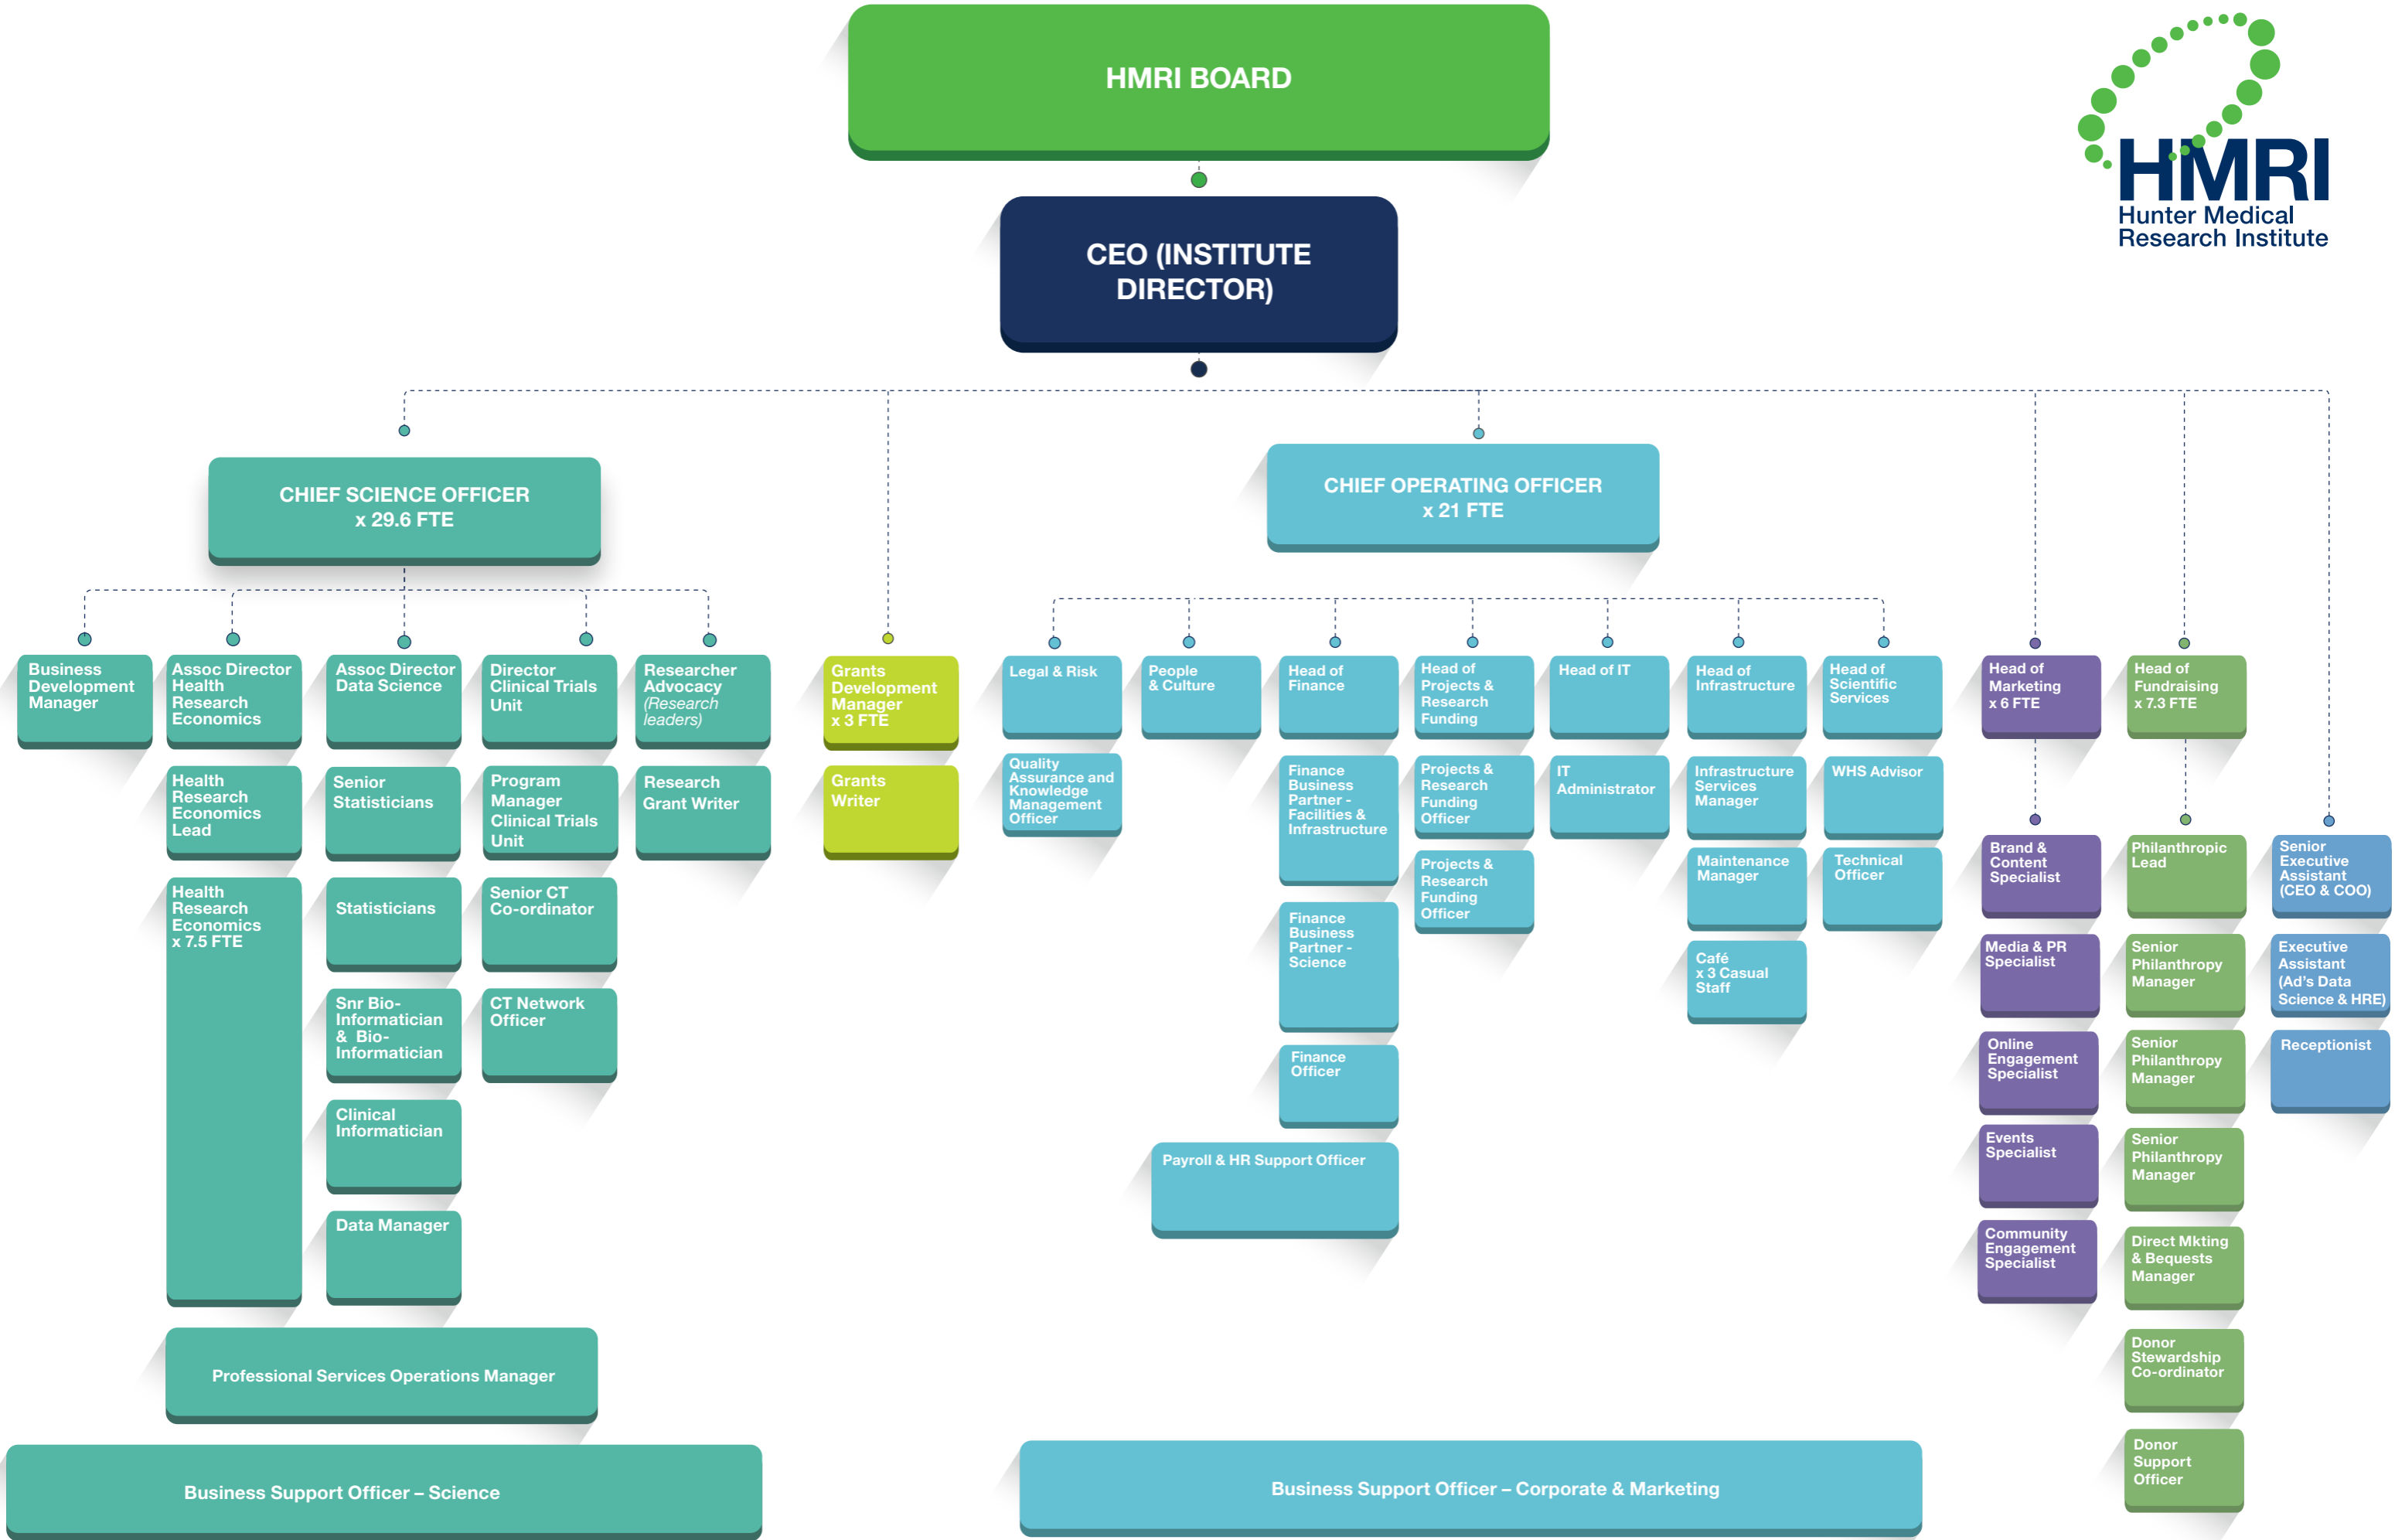 HMRI BOARD
HMRI
Hunter Medical
Research Institute
CEO (INSTITUTE
DIRECTOR)
CHIEF SCIENCE OFFICER
x 29.6 FTE
CHIEF OPERATING OFFICER
x 21 FTE
Business
Development
Manager
Assoc Director
Health
Research
Economics
Health
Research
Economics
Lead
Health
Research
Economics
x 7.5 FTE
Assoc Director
Data Science
Senior
Statisticians
Statisticians
Snr Bio-
Informatician
& Bio-
Informatician
Clinical
Informatician
Data Manager
Director
Clinical Trials
Unit
Program
Manager
Clinical Trials
Unit
Senior CT
Co-ordinator
CT Network
Officer
Researcher
Advocacy
(Research
leaders)
Research
Grant Writer
Professional Services Operations Manager
Business Support Officer – Science
Grants
Development
Manager
x 3 FTE
Grants
Writer
Legal & Risk
Quality
Assurance and
Knowledge
Management
Officer
People
& Culture
Head of
Finance
Finance
Business
Partner -
Facilities &
Infrastructure
Finance
Business
Partner -
Science
Finance
Officer
Payroll & HR Support Officer
Head of
Projects &
Research
Funding
Projects &
Research
Funding
Officer
Projects &
Research
Funding
Officer
Head of IT
IT
Administrator
Head of
Infrastructure
Infrastructure
Services
Manager
Maintenance
Manager
Café
x 3 Casual
Staff
Head of
Scientific
Services
WHS Advisor
Technical
Officer
Business Support Officer – Corporate & Marketing
Head of
Marketing
x 6 FTE
Brand &
Content
Specialist
Media & PR
Specialist
Online
Engagement
Specialist
Events
Specialist
Community
Engagement
Specialist
Head of
Fundraising
x 7.3 FTE
Philanthropic
Lead
Senior
Philanthropy
Manager
Senior
Philanthropy
Manager
Senior
Philanthropy
Manager
Direct Mkting
& Bequests
Manager
Donor
Stewardship
Co-ordinator
Donor
Support
Officer
Senior
Executive
Assistant
(CEO & COO)
Executive
Assistant
(Ad's Data
Science & HRE)
Receptionist